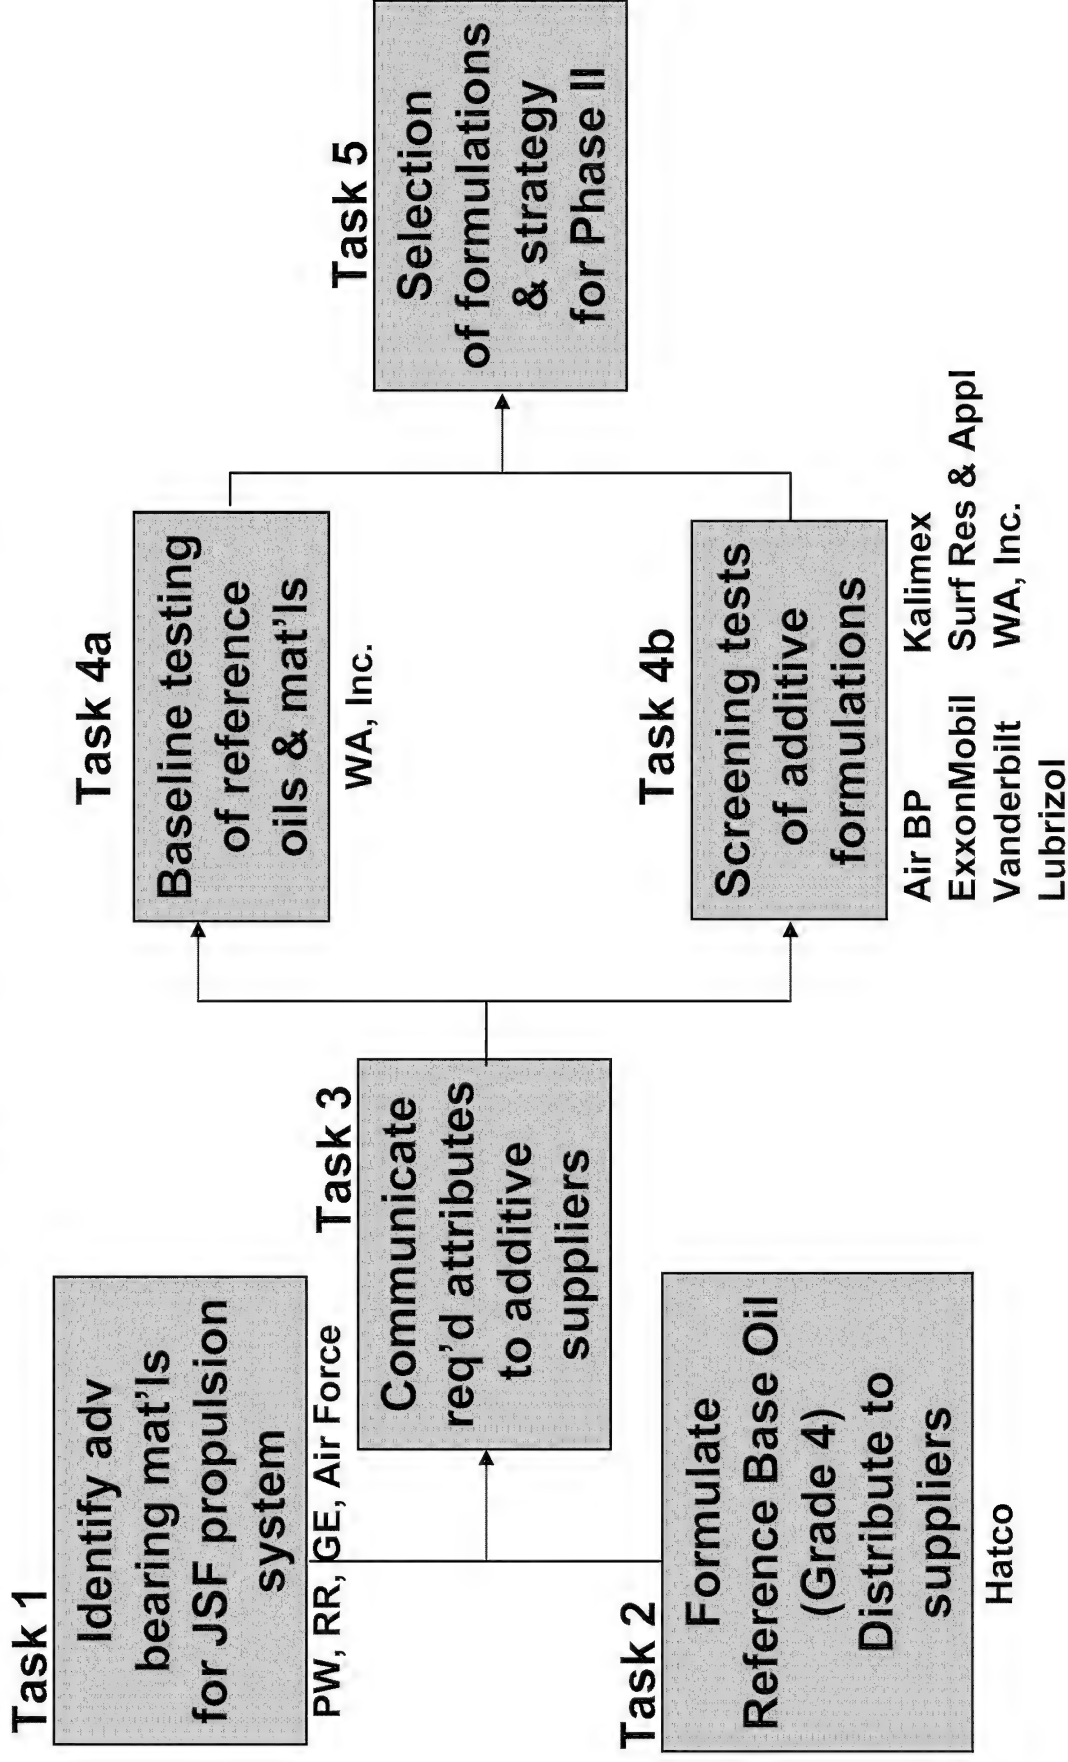 Task 1
Identify adv
bearing mat'ls
for JSF propulsion
system
PW, RR, GE, Air Force
Task 2
Formulate
Reference Base Oil
(Grade 4)
Distribute to
suppliers
Hatco
Task 3
Communicate
req'd attributes
to additive
suppliers
Task 4a
Baseline testing
of reference
oils & mat'ls
WA, Inc.
Task 4b
Screening tests
of additive
formulations
Air BP
ExxonMobil
Vanderbilt
Lubrizol
Kalimex
Surf Res & Appl
WA, Inc.
Task 5
Selection
of formulations
& strategy
for Phase II